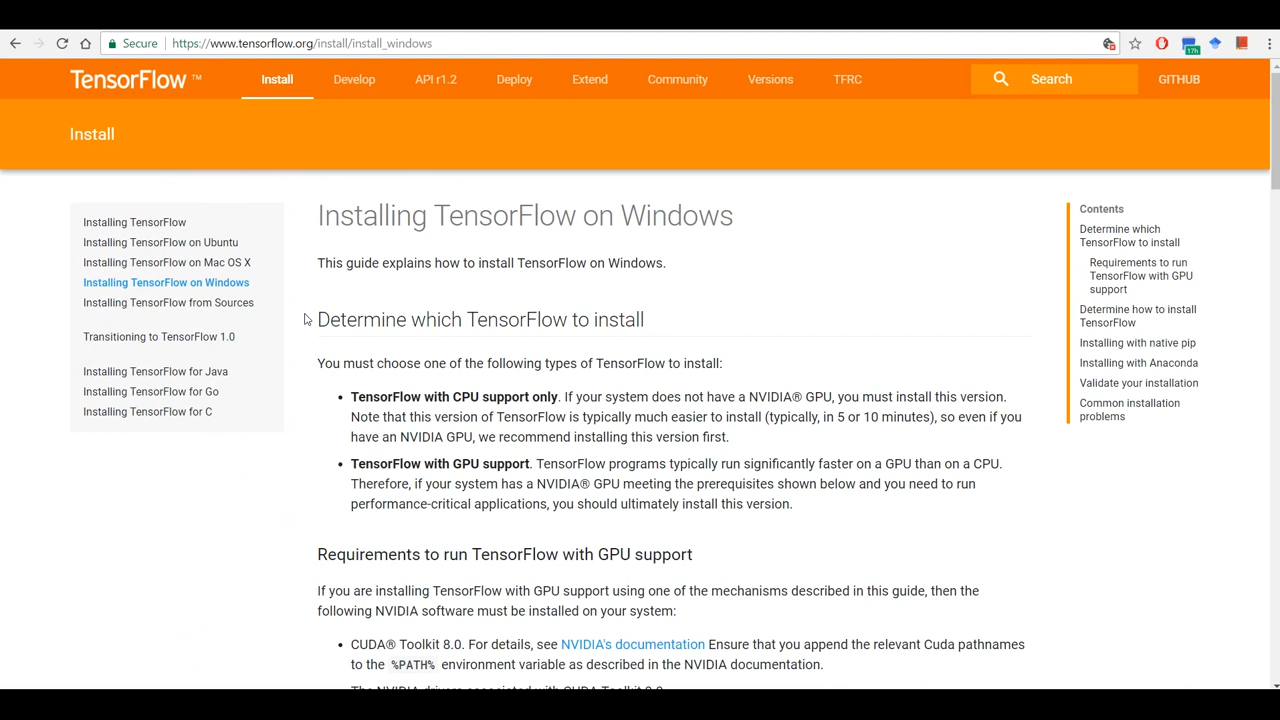 Secure
https://www.tensorflow.org/install/install_windows
17h
TensorFlow ™
Install
Develop
API r1.2
Deploy
Extend
Community
Versions
TFRC
Search
GITHUB
Install
Installing TensorFlow
Installing TensorFlow on Ubuntu
Installing TensorFlow on Mac OS X
Installing TensorFlow on Windows
Installing TensorFlow from Sources
Transitioning to TensorFlow 1.0
Installing TensorFlow for Java
Installing TensorFlow for Go
Installing TensorFlow for C
Installing TensorFlow on Windows
This guide explains how to install TensorFlow on Windows.
Determine which TensorFlow to install
You must choose one of the following types of TensorFlow to install:
• TensorFlow with CPU support only. If your system does not have a NVIDIA® GPU, you must install this version.
Note that this version of TensorFlow is typically much easier to install (typically, in 5 or 10 minutes), so even if you
have an NVIDIA GPU, we recommend installing this version first.
• TensorFlow with GPU support. TensorFlow programs typically run significantly faster on a GPU than on a CPU.
Therefore, if your system has a NVIDIA® GPU meeting the prerequisites shown below and you need to run
performance-critical applications, you should ultimately install this version.
Requirements to run TensorFlow with GPU support
If you are installing TensorFlow with GPU support using one of the mechanisms described in this guide, then the
following NVIDIA software must be installed on your system:
• CUDA® Toolkit 8.0. For details, see NVIDIA's documentation Ensure that you append the relevant Cuda pathnames
to the %PATH% environment variable as described in the NVIDIA documentation.
The NVIDIA drivers associated with CUDA Toolkit 8.0.
Contents
Determine which
TensorFlow to install
Requirements to run
TensorFlow with GPU
support
Determine how to install
TensorFlow
Installing with native pip
Installing with Anaconda
Validate your installation
Common installation
problems